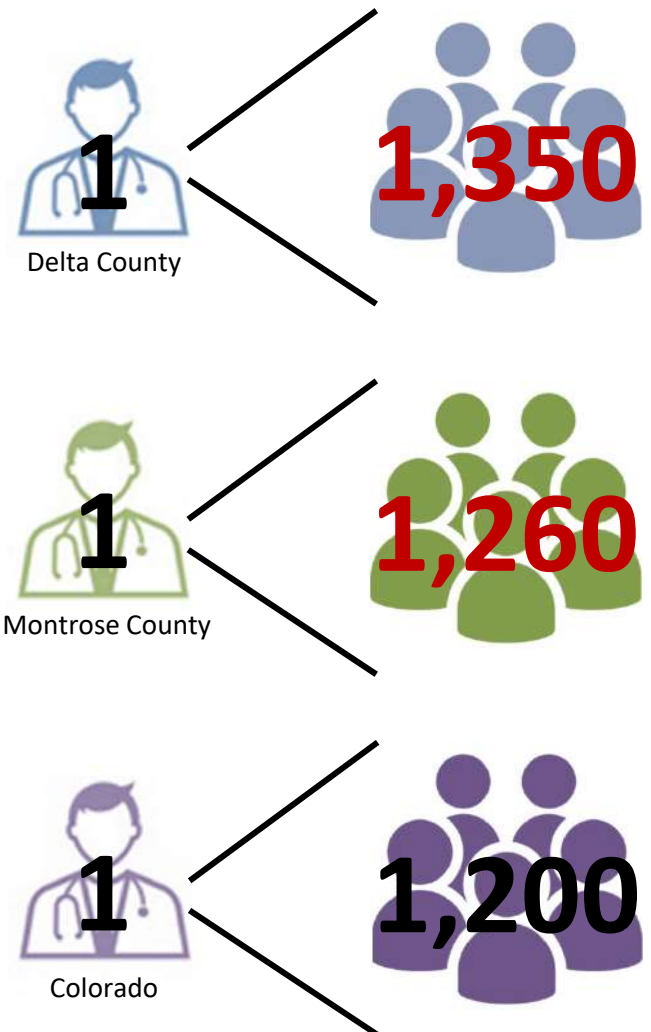 1 1,350
Delta County
1 1,260
Montrose County
1 1,200
Colorado